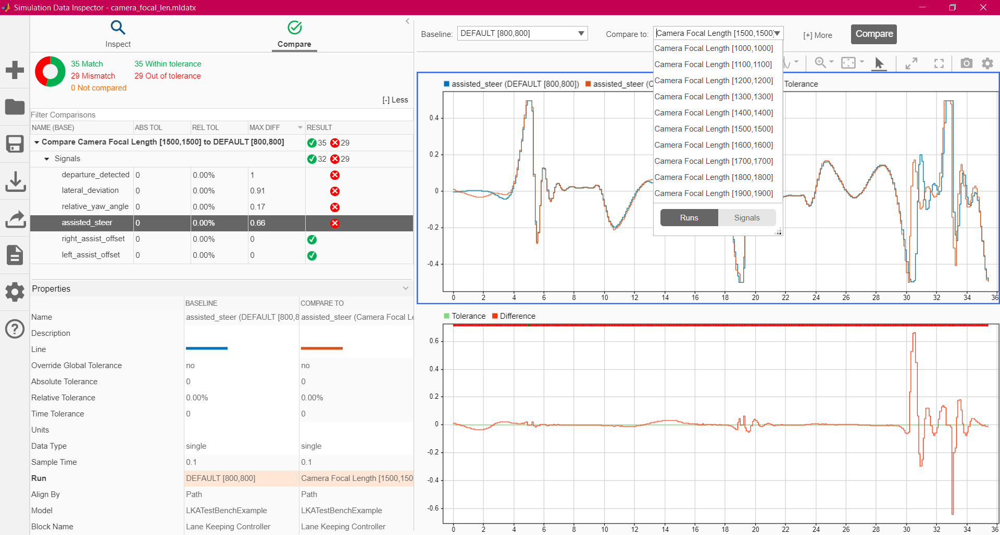 Simulation Data Inspector - camera_focal_len.mldatx
Inspect
Compare
35 Match
35 Within tolerance
29 Mismatch
29 Out of tolerance
0 Not compared
[-] Less
Filter Comparisons
NAME (BASE) ABS TOL REL TOL MAX DIFF RESULT
Compare Camera Focal Length [1500,1500] to DEFAULT [800,800] 35 29
Signals 32 29
departure_detected 0 0.00% 1
lateral_deviation 0 0.00% 0.91
relative_yaw_angle 0 0.00% 0.17
assisted_steer 0 0.00% 0.66
right_assist_offset 0 0.00% 0
left_assist_offset 0 0.00% 0
Properties
BASELINE COMPARE TO
Name assisted_steer (DEFAULT [800,8 assisted_steer (Camera Focal Le
Description
Line
Override Global Tolerance no no
Absolute Tolerance 0 0
Relative Tolerance 0.00% 0.00%
Time Tolerance 0 0
Units
Data Type single single
Sample Time 0.1 0.1
Run DEFAULT [800,800] Camera Focal Length [1500,150
Align By Path Path
Model LKATestBenchExample LKATestBenchExample
Block Name Lane Keeping Controller Lane Keeping Controller
Baseline: DEFAULT [800,800] Compare to: Camera Focal Length [1500,1500] [+] More Compare
Camera Focal Length [1000,1000]
Camera Focal Length [1100,1100]
Camera Focal Length [1200,1200]
Camera Focal Length [1300,1300]
Camera Focal Length [1400,1400]
Camera Focal Length [1500,1500]
Camera Focal Length [1600,1600]
Camera Focal Length [1700,1700]
Camera Focal Length [1800,1800]
Camera Focal Length [1900,1900]
Runs Signals
assisted_steer (DEFAULT [800,800]) assisted_steer (C Tolerance
0.4
0.2
0
-0.2
-0.4
0 2 4 6 8 10 12 14 16 18 20 22 24 26 28 30 32 34 36
Tolerance Difference
0.6
0.4
0.2
0
-0.2
-0.4
-0.6
0 2 4 6 8 10 12 14 16 18 20 22 24 26 28 30 32 34 36